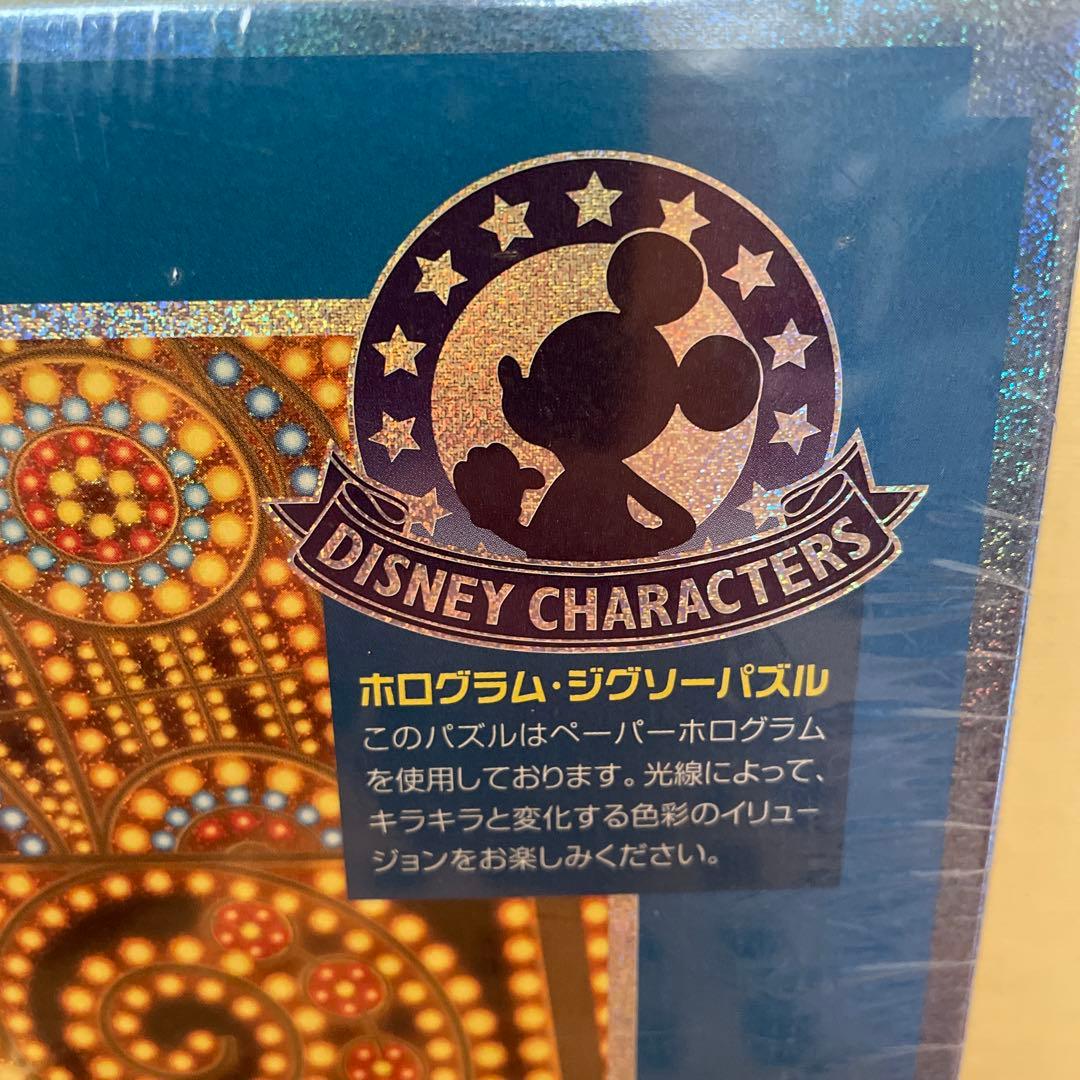 DISNEY CHARACTERS
ホログラム・ジグソーパズル
このパズルはペーパーホログラム
を使用しております。光線によって、
キラキラと変化する色彩のイリュー
ジョンをお楽しみください。